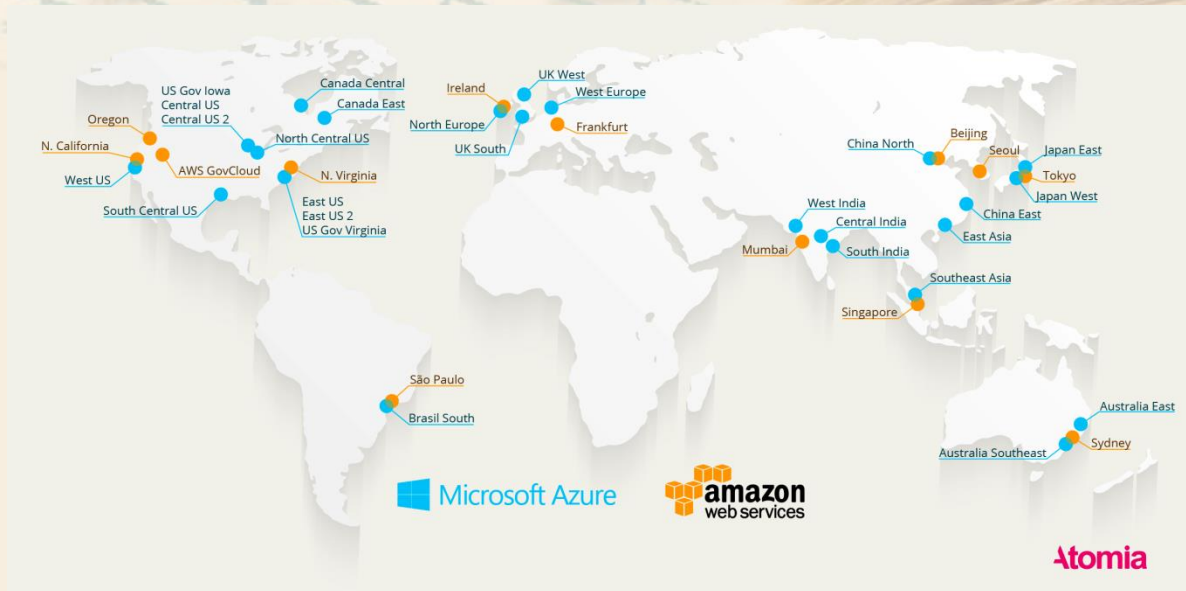 Canada Central
US Gov Iowa
Central US
Central US 2
Canada East
Oregon
North Central US
N. California
AWS GovCloud
West US
N. Virginia
South Central US
East US
East US 2
US Gov Virginia
UK West
Ireland
West Europe
North Europe
Frankfurt
UK South
Beijing
China North
Seoul
Japan East
Tokyo
Japan West
West India
China East
Central India
East Asia
Mumbai
South India
Southeast Asia
Singapore
São Paulo
Brasil South
Australia East
Sydney
Australia Southeast
Microsoft Azure
amazon
web services
Atomia